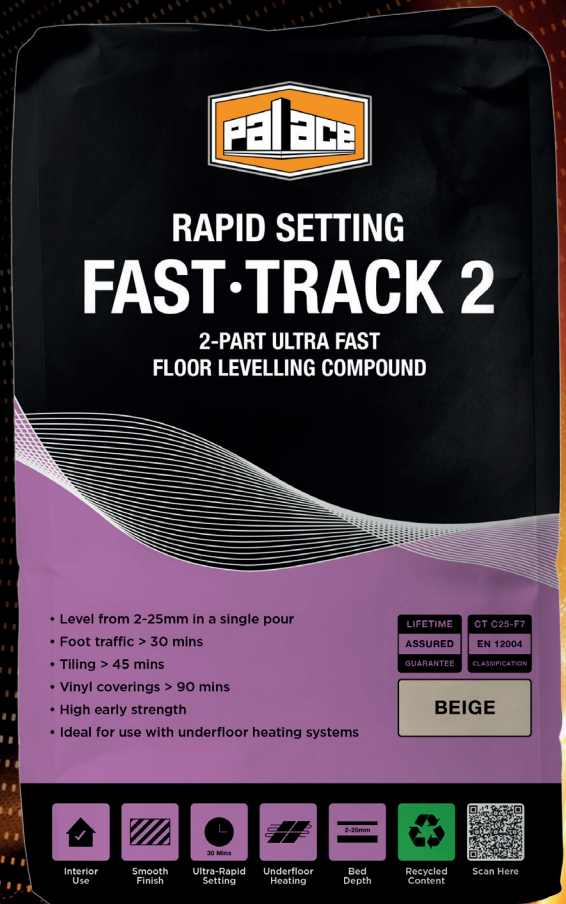 palace
RAPID SETTING
FAST·TRACK 2
2-PART ULTRA FAST
FLOOR LEVELLING COMPOUND
• Level from 2-25mm in a single pour
• Foot traffic > 30 mins
• Tiling > 45 mins
• Vinyl coverings > 90 mins
• High early strength
• Ideal for use with underfloor heating systems
LIFETIME
ASSURED
GUARANTEE
CT C25-F7
EN 12004
CLASSIFICATION
BEIGE
30 Mins
2-25mm
Interior
Use
Smooth
Finish
Ultra-Rapid
Setting
Underfloor
Heating
Bed
Depth
Recycled
Content
Scan Here